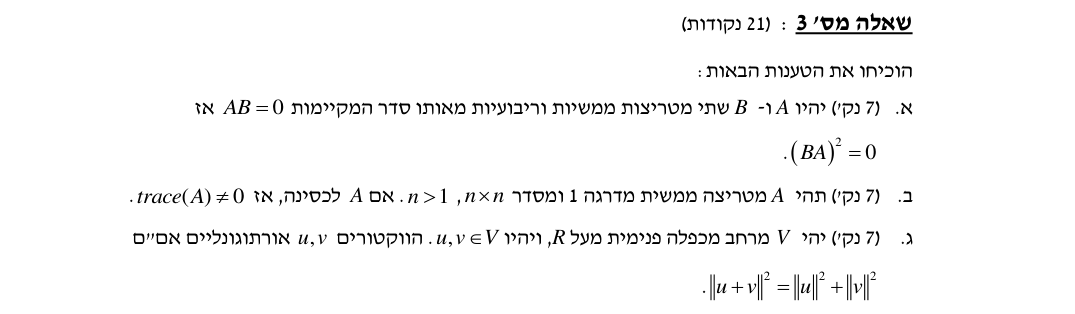 שאלה מס׳ 3 : (21 נקודות)
הוכיחו את הטענות הבאות :
א. (7 נק׳) יהיו A ו- B שתי מטריצות ממשיות וריבועיות מאותו סדר המקיימות AB = 0 אז
(BA)² = 0.
ב. (7 נק׳) תהי A מטריצה ממשית מדרגה 1 ומסדר n×n, n>1. אם A לכסינה, אז trace(A) ≠ 0.
ג. (7 נק׳) יהי V מרחב מכפלה פנימית מעל R, ויהיו u,v∈V. הווקטורים u,v אורתוגונליים אם״ם
‖u+v‖² = ‖u‖² + ‖v‖².